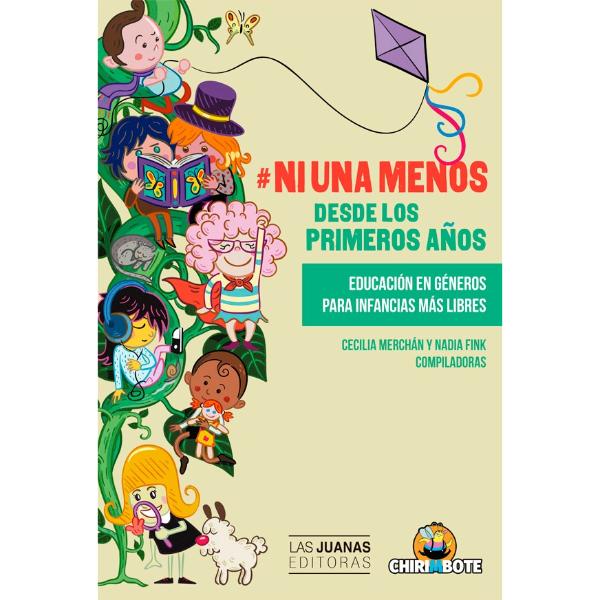 # NI UNA MENOS
DESDE LOS
PRIMEROS AÑOS
EDUCACIÓN EN GÉNEROS
PARA INFANCIAS MÁS LIBRES
CECILIA MERCHÁN Y NADIA FINK
COMPILADORAS
LAS JUANAS
EDITORAS
CHIRIMBOTE